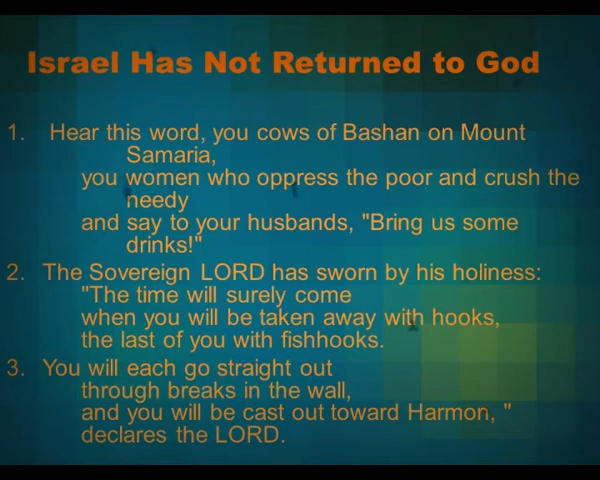 Israel Has Not Returned to God
1. Hear this word, you cows of Bashan on Mount
Samaria,
you women who oppress the poor and crush the
needy
and say to your husbands, "Bring us some
drinks!"
2. The Sovereign LORD has sworn by his holiness:
"The time will surely come
when you will be taken away with hooks,
the last of you with fishhooks.
3. You will each go straight out
through breaks in the wall,
and you will be cast out toward Harmon, "
declares the LORD.